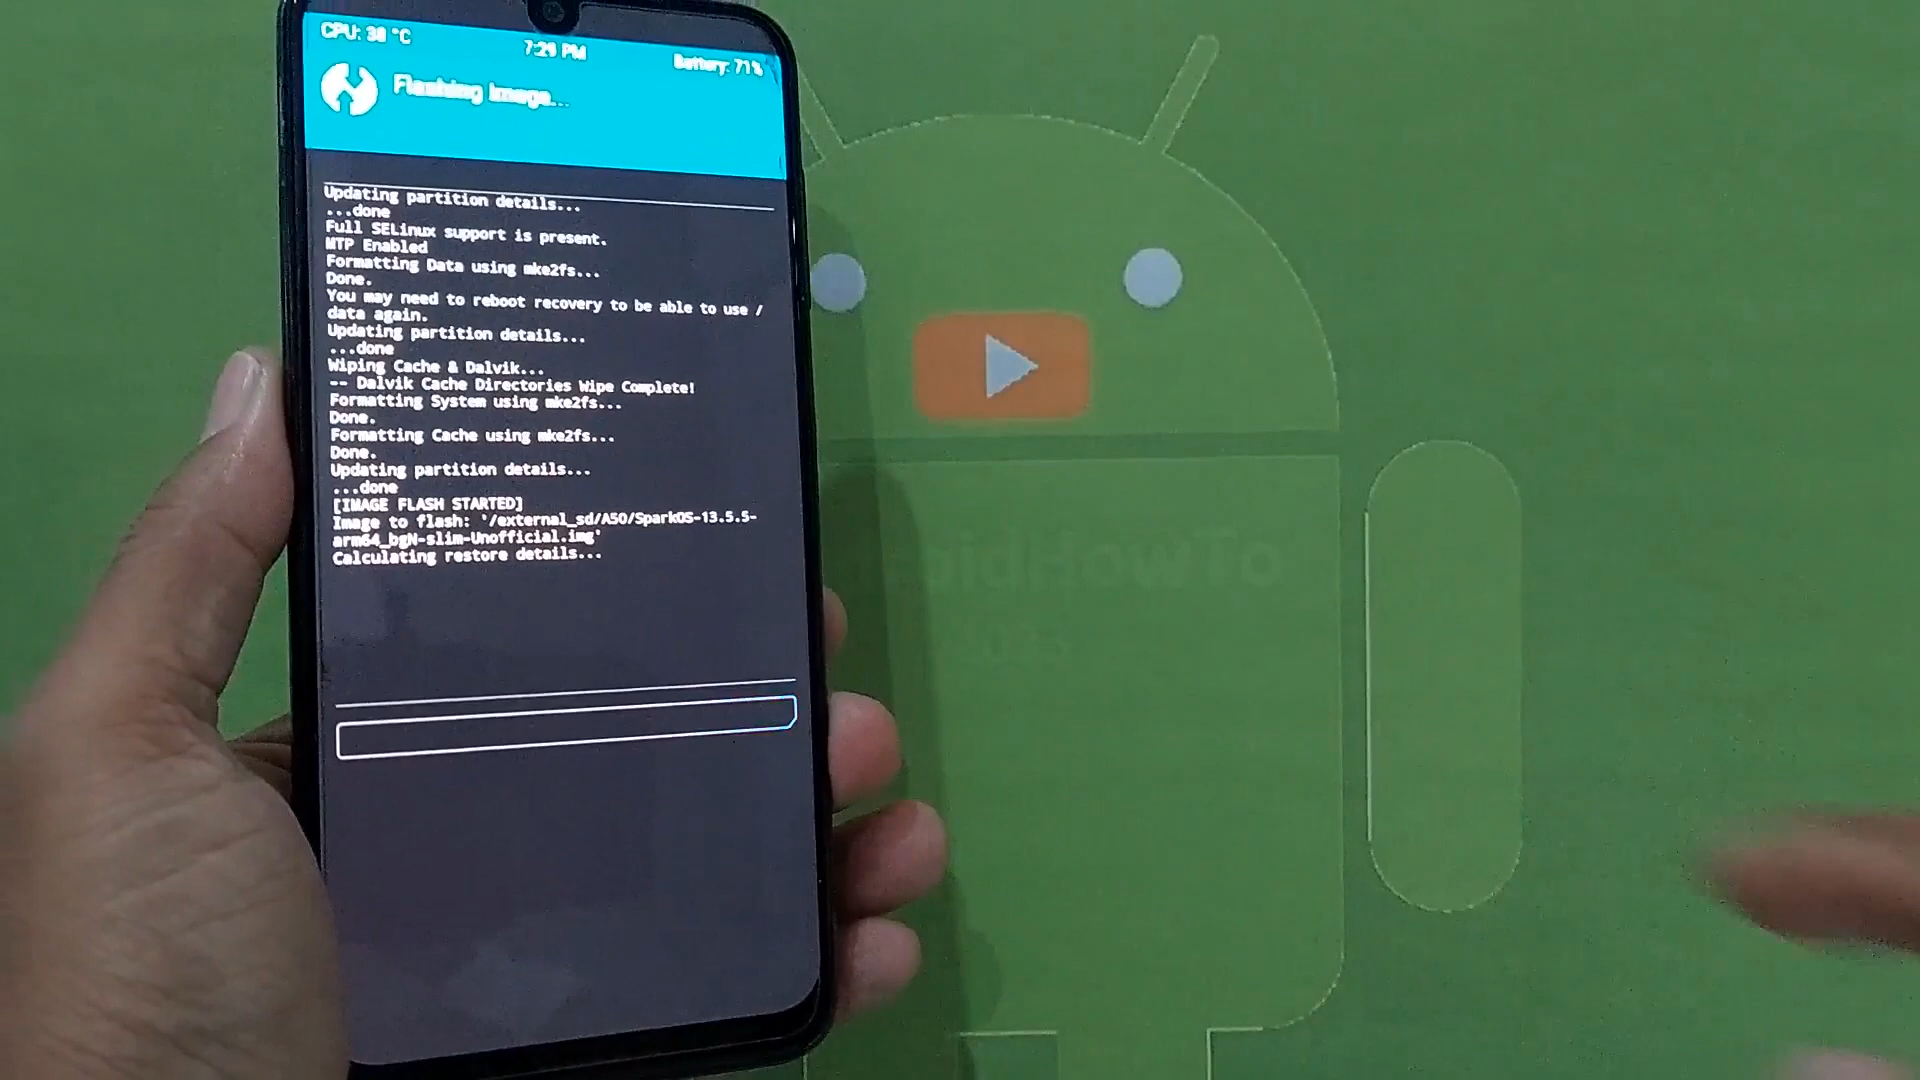 CPU: 38 °C
7:29 PM
Battery: 71%
Flashing Image...
Updating partition details...
...done
Full SELinux support is present.
MTP Enabled
Formatting Data using mke2fs...
Done.
You may need to reboot recovery to be able to use /
data again.
Updating partition details...
...done
Wiping Cache & Dalvik...
-- Dalvik Cache Directories Wipe Complete!
Formatting System using mke2fs...
Done.
Formatting Cache using mke2fs...
Done.
Updating partition details...
...done
[IMAGE FLASH STARTED]
Image to flash: '/external_sd/A50/SparkOS-13.5.5-
arm64_bgN-slim-Unofficial.img'
Calculating restore details...